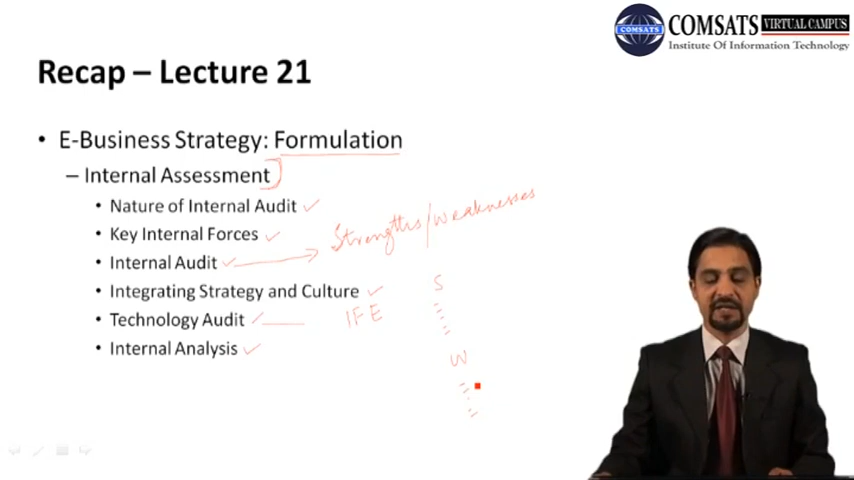 COMSATS
COMSATS VIRTUAL CAMPUS
Institute Of Information Technology
Recap – Lecture 21
• E-Business Strategy: Formulation
– Internal Assessment
• Nature of Internal Audit
• Key Internal Forces
• Internal Audit
Strengths/Weaknesses
• Integrating Strategy and Culture
S
• Technology Audit
IFE
• Internal Analysis
W